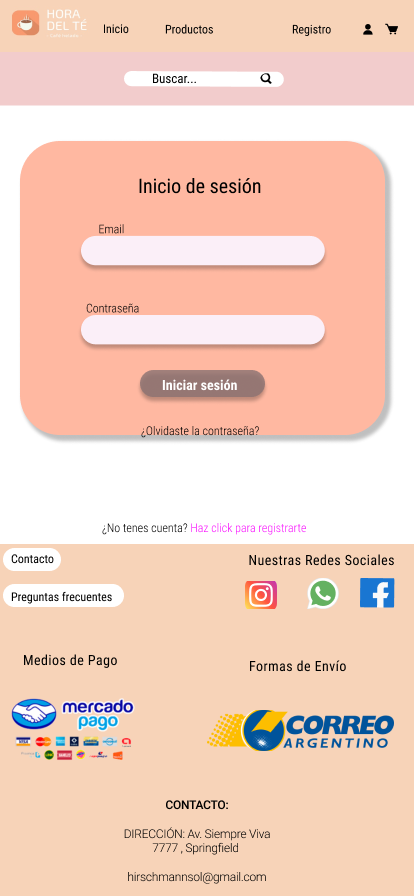 HORA
DEL TÉ
Inicio
Productos
Registro
Buscar...
Inicio de sesión
Email
Contraseña
Iniciar sesión
¿Olvidaste la contraseña?
¿No tenes cuenta? Haz click para registrarte
Contacto
Nuestras Redes Sociales
Preguntas frecuentes
Medios de Pago
Formas de Envío
mercado
pago
VISA
CORREO
ARGENTINO
CONTACTO:
DIRECCIÓN: Av. Siempre Viva
7777 , Springfield
hirschmannsol@gmail.com